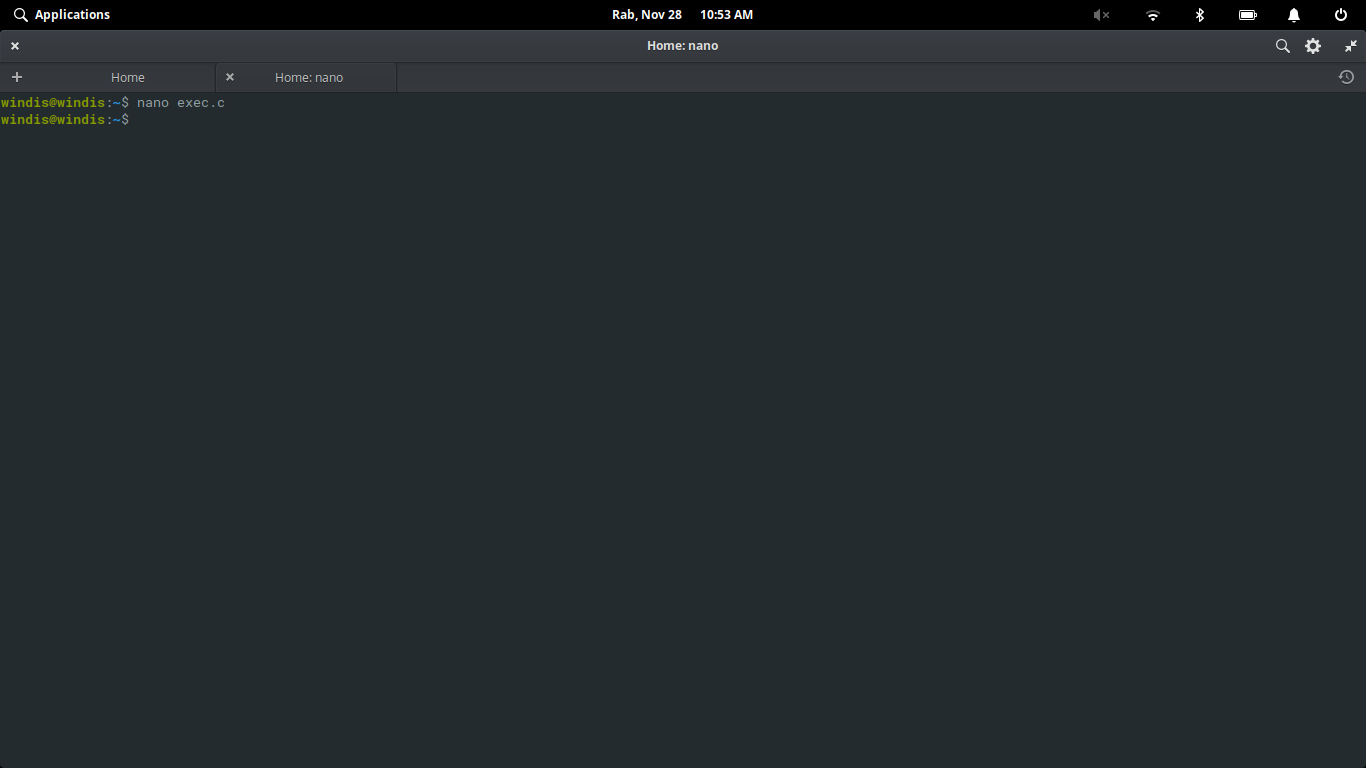 Applications Rab, Nov 28 10:53 AM
Home: nano
Home Home: nano
windis@windis:~$ nano exec.c
windis@windis:~$